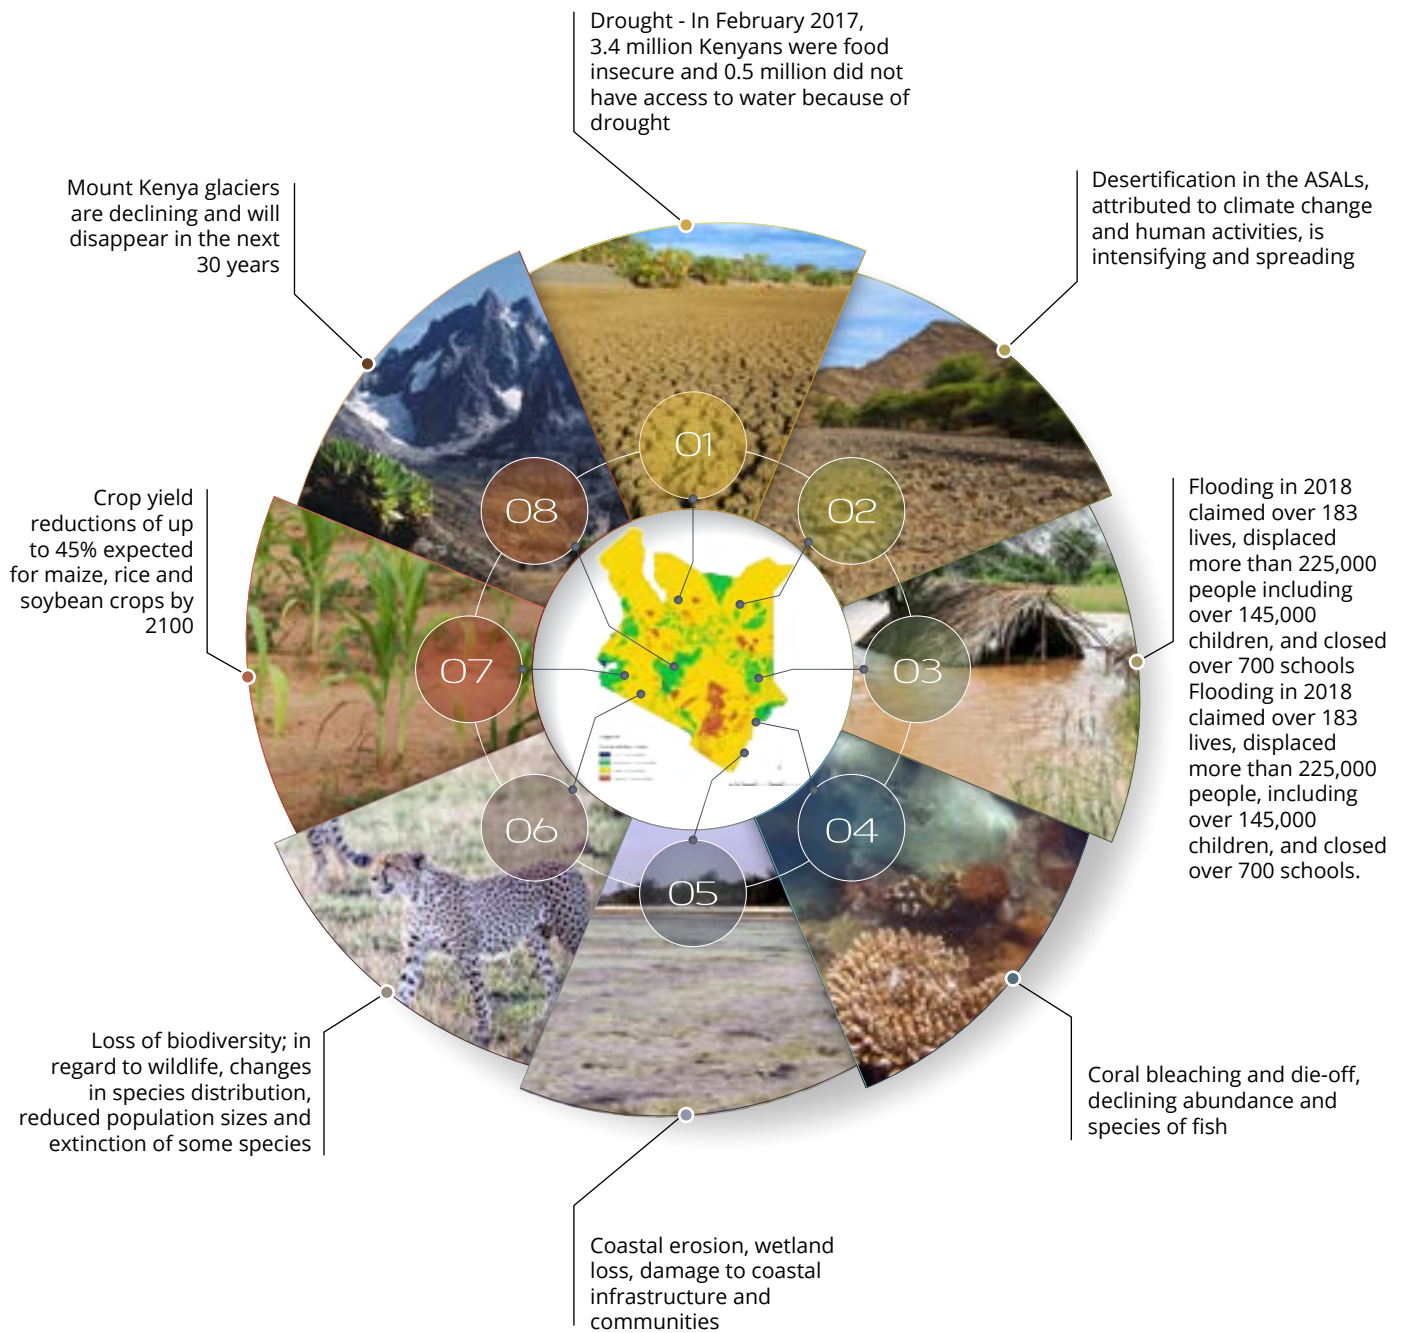 Drought - In February 2017,
3.4 million Kenyans were food
insecure and 0.5 million did not
have access to water because of
drought
Desertification in the ASALs,
attributed to climate change
and human activities, is
intensifying and spreading
Flooding in 2018
claimed over 183
lives, displaced
more than 225,000
people including
over 145,000
children, and closed
over 700 schools
Flooding in 2018
claimed over 183
lives, displaced
more than 225,000
people, including
over 145,000
children, and closed
over 700 schools.
Coral bleaching and die-off,
declining abundance and
species of fish
Coastal erosion, wetland
loss, damage to coastal
infrastructure and
communities
Loss of biodiversity; in
regard to wildlife, changes
in species distribution,
reduced population sizes and
extinction of some species
Crop yield
reductions of up
to 45% expected
for maize, rice and
soybean crops by
2100
Mount Kenya glaciers
are declining and will
disappear in the next
30 years
01
02
03
04
05
06
07
08